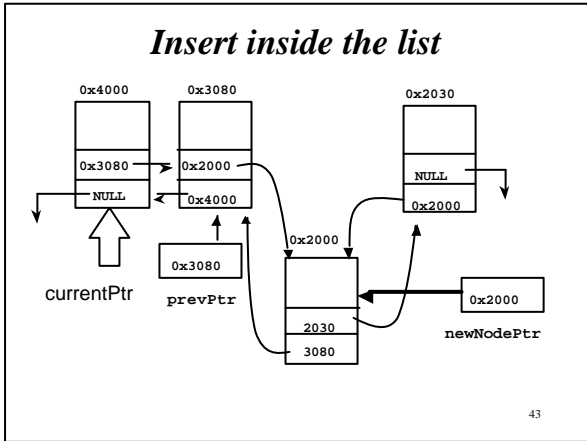 Insert inside the list
0x4000
0x3080
0x2030
0x3080
0x2000
NULL
NULL
0x4000
0x2000
0x2000
0x3080
currentPtr
prevPtr
0x2000
2030
newNodePtr
3080
43